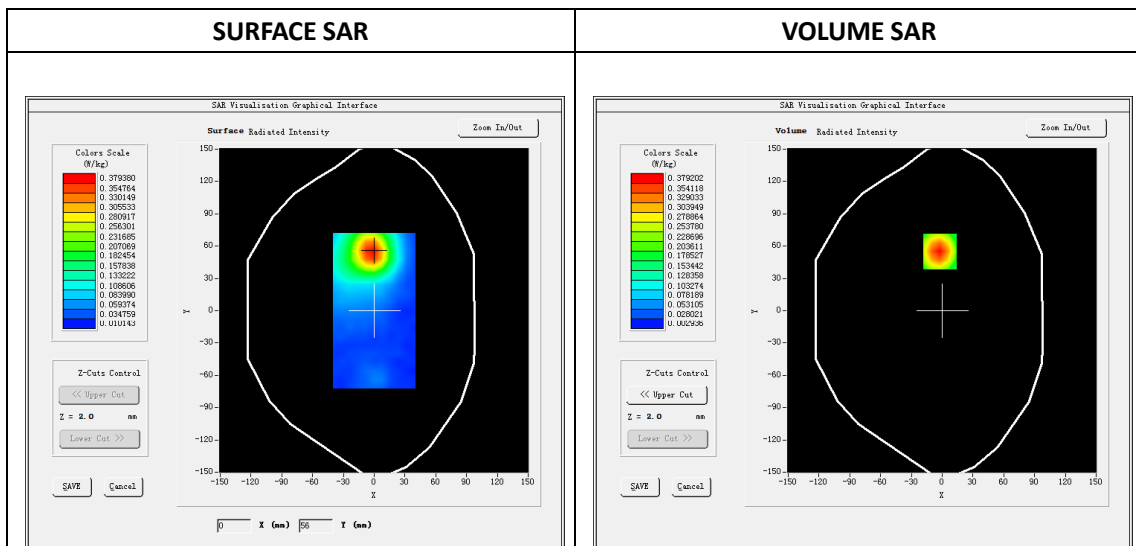 SURFACE SAR
VOLUME SAR
SAR Visualisation Graphical Interface
Surface Radiated Intensity
Zoom In/Out
Colors Scale
(W/kg)
0.379380
0.354764
0.330149
0.305533
0.280917
0.256301
0.231685
0.207069
0.182454
0.157838
0.133222
0.108606
0.083990
0.059374
0.034759
0.010143
150
120
90
60
30
0
-30
-60
-90
-120
-150
Y
-150 -120 -90 -60 -30 0 30 60 90 120 150
X
Z-Cuts Control
<< Upper Cut
Z = 2.0 mm
Lower Cut >>
SAVE Cancel
0 X (mm) 56 Y (mm)
SAR Visualisation Graphical Interface
Volume Radiated Intensity
Zoom In/Out
Colors Scale
(W/kg)
0.379202
0.354118
0.329033
0.303949
0.278864
0.253780
0.228696
0.203611
0.178527
0.153442
0.128358
0.103274
0.078189
0.053105
0.028021
0.002936
150
120
90
60
30
0
-30
-60
-90
-120
-150
Y
-150 -120 -90 -60 -30 0 30 60 90 120 150
X
Z-Cuts Control
<< Upper Cut
Z = 2.0 mm
Lower Cut >>
SAVE Cancel